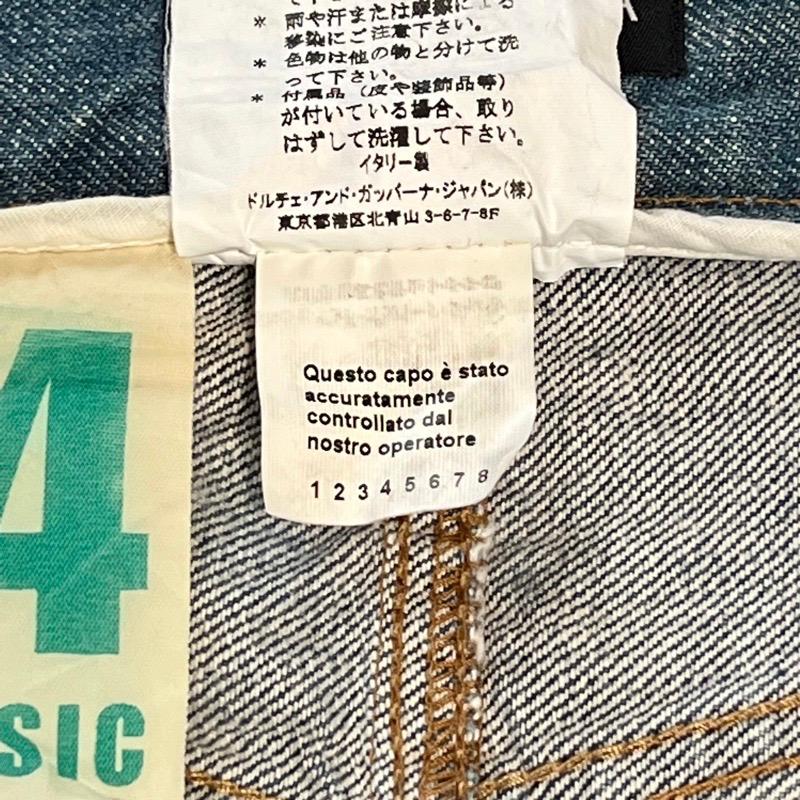 * 雨や汗または摩擦による
移染にご注意下さい。
* 色物は他の物と分けて洗
って下さい。
* 付属品（皮や装飾品等）
が付いている場合、取り
はずして洗濯して下さい。
イタリー製
ドルチェ・アンド・ガッバーナ・ジャパン(株)
東京都港区北青山 3-6-7-8F
Questo capo è stato
accuratamente
controllato dal
nostro operatore
1 2 3 4 5 6 7 8
4
SIC